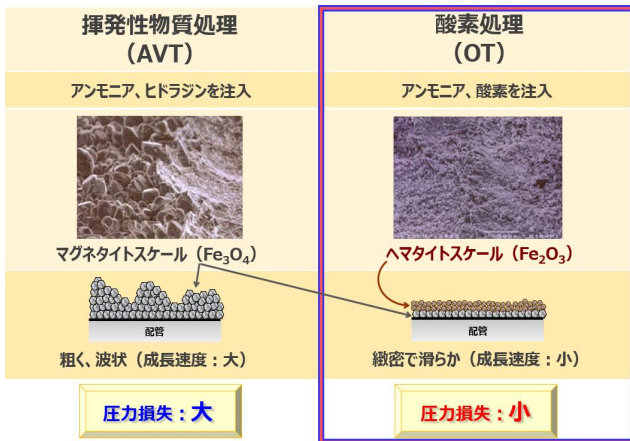 揮発性物質処理
（AVT）
アンモニア、ヒドラジンを注入
マグネタイトスケール（Fe₃O₄）
配管
粗く、波状（成長速度：大）
圧力損失：大
酸素処理
（OT）
アンモニア、酸素を注入
ヘマタイトスケール（Fe₂O₃）
配管
緻密で滑らか（成長速度：小）
圧力損失：小